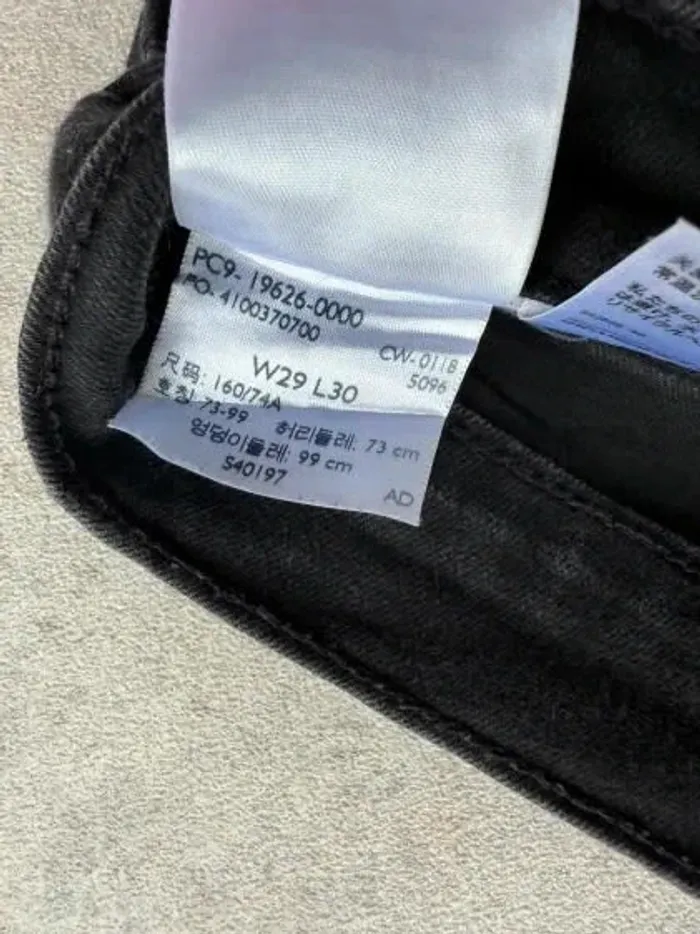 PC9- 19626-0000
PO- 4100370700
CW-0118
5096
W29 L30
尺码: 160/74A
호칭 73-99 허리둘레. 73 cm
엉덩이둘레: 99 cm
S40197
AD